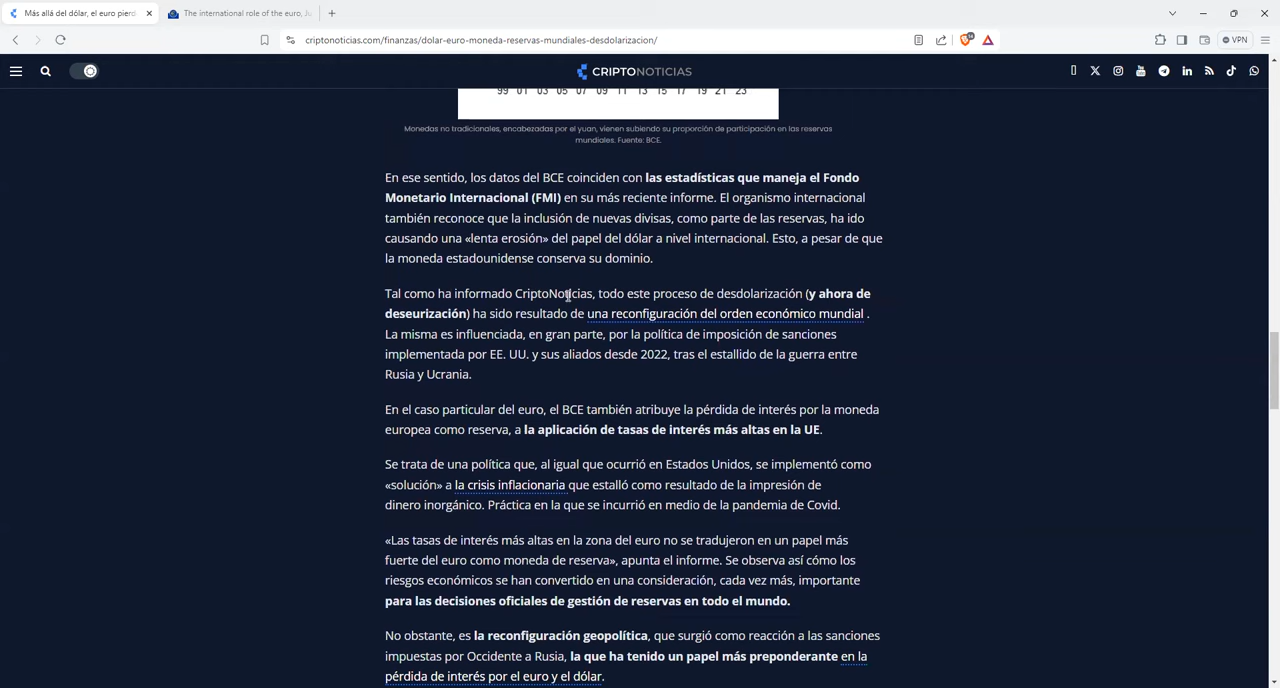 Más allá del dólar, el euro pierd
The international role of the euro, Ju
criptonoticias.com/finanzas/dolar-euro-moneda-reservas-mundiales-desdolarizacion/
VPN
CRIPTONOTICIAS
99 01 03 05 07 09 11 13 15 17 19 21 23
Monedas no tradicionales, encabezadas por el yuan, vienen subiendo su proporción de participación en las reservas
mundiales. Fuente: BCE.
En ese sentido, los datos del BCE coinciden con las estadísticas que maneja el Fondo
Monetario Internacional (FMI) en su más reciente informe. El organismo internacional
también reconoce que la inclusión de nuevas divisas, como parte de las reservas, ha ido
causando una «lenta erosión» del papel del dólar a nivel internacional. Esto, a pesar de que
la moneda estadounidense conserva su dominio.
Tal como ha informado CriptoNoticias, todo este proceso de desdolarización (y ahora de
deseurización) ha sido resultado de una reconfiguración del orden económico mundial .
La misma es influenciada, en gran parte, por la política de imposición de sanciones
implementada por EE. UU. y sus aliados desde 2022, tras el estallido de la guerra entre
Rusia y Ucrania.
En el caso particular del euro, el BCE también atribuye la pérdida de interés por la moneda
europea como reserva, a la aplicación de tasas de interés más altas en la UE.
Se trata de una política que, al igual que ocurrió en Estados Unidos, se implementó como
«solución» a la crisis inflacionaria que estalló como resultado de la impresión de
dinero inorgánico. Práctica en la que se incurrió en medio de la pandemia de Covid.
«Las tasas de interés más altas en la zona del euro no se tradujeron en un papel más
fuerte del euro como moneda de reserva», apunta el informe. Se observa así cómo los
riesgos económicos se han convertido en una consideración, cada vez más, importante
para las decisiones oficiales de gestión de reservas en todo el mundo.
No obstante, es la reconfiguración geopolítica, que surgió como reacción a las sanciones
impuestas por Occidente a Rusia, la que ha tenido un papel más preponderante en la
pérdida de interés por el euro y el dólar.